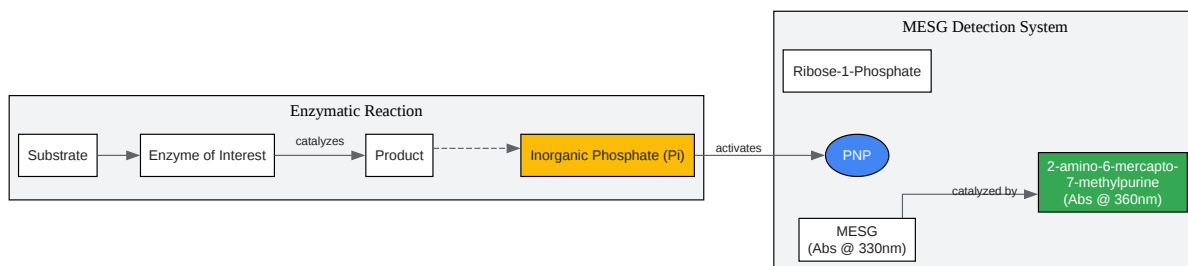 MESG Detection System
Ribose-1-Phosphate
Enzymatic Reaction
Substrate
Enzyme of Interest
catalyzes
Product
Inorganic Phosphate (Pi)
activates
PNP
2-amino-6-mercapto-
7-methylpurine
(Abs @ 360nm)
catalyzed by
MESG
(Abs @ 330nm)